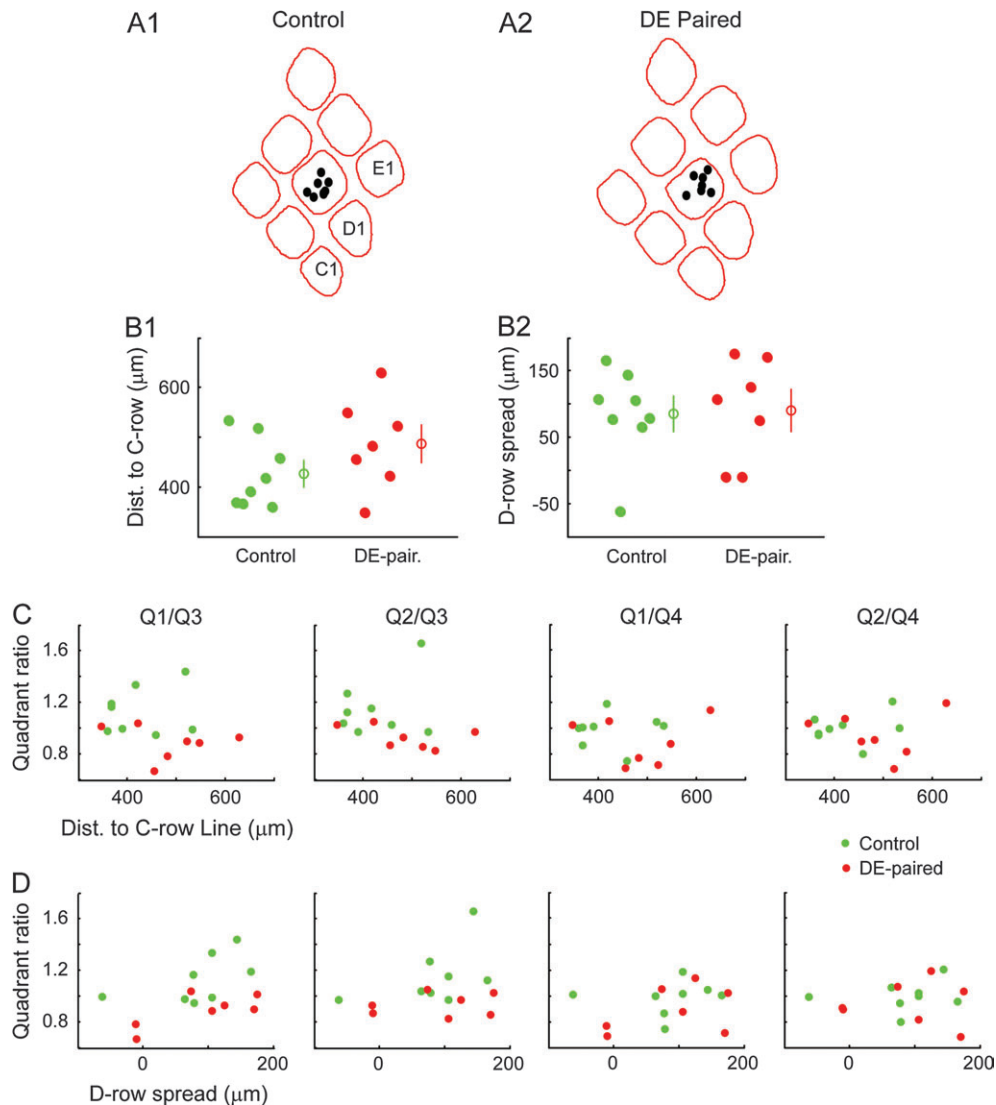 A1 Control
A2 DE Paired
E1
D1
C1
B1
Dist. to C-row (μm)
600
400
Control DE-pair.
B2
D-row spread (μm)
150
50
-50
Control DE-pair.
C
Q1/Q3 Q2/Q3 Q1/Q4 Q2/Q4
Quadrant ratio
1.6
1.2
0.8
400 600 400 600 400 600 400 600
Dist. to C-row Line (μm)
Control
DE-paired
D
Quadrant ratio
1.6
1.2
0.8
0 200 0 200 0 200 0 200
D-row spread (μm)